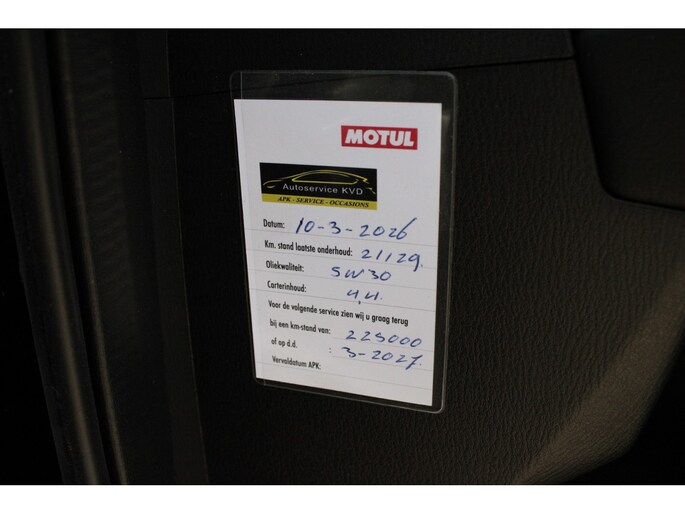 MOTUL
Autoservice KVD
APK - SERVICE - OCCASIONS
Datum: 10-3-2026
Km. stand laatste onderhoud: 21129.
Oliekwaliteit: 5W30
Carterinhoud: 4,4.
Voor de volgende service zien wij u graag terug
bij een km-stand van: 225000
of op d.d. : 3-2027.
Vervaldatum APK: